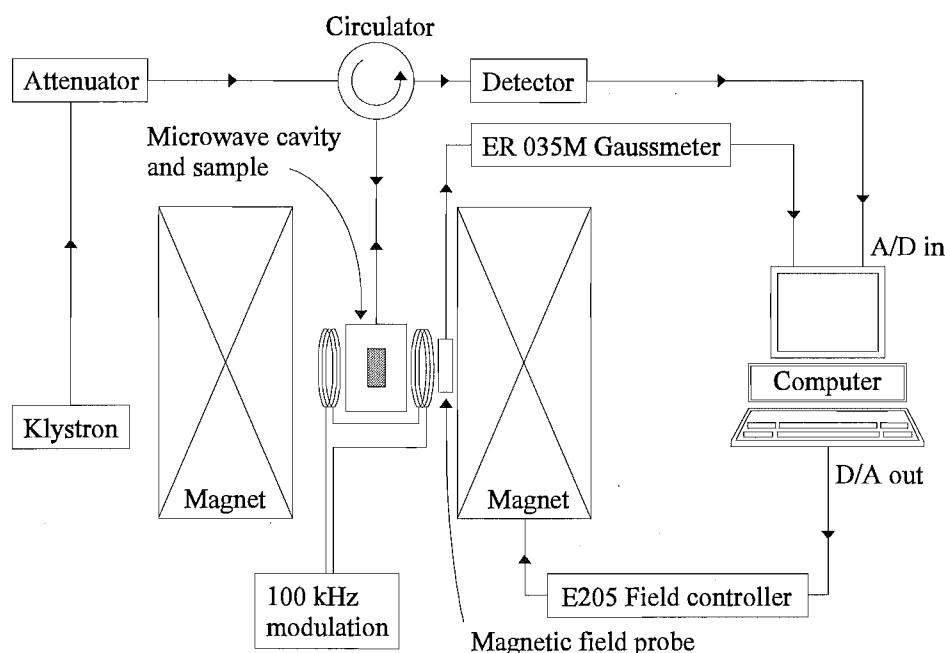 Circulator
Attenuator
Detector
Microwave cavity
and sample
ER 035M Gaussmeter
A/D in
Computer
Klystron
Magnet
Magnet
D/A out
100 kHz
modulation
E205 Field controller
Magnetic field probe